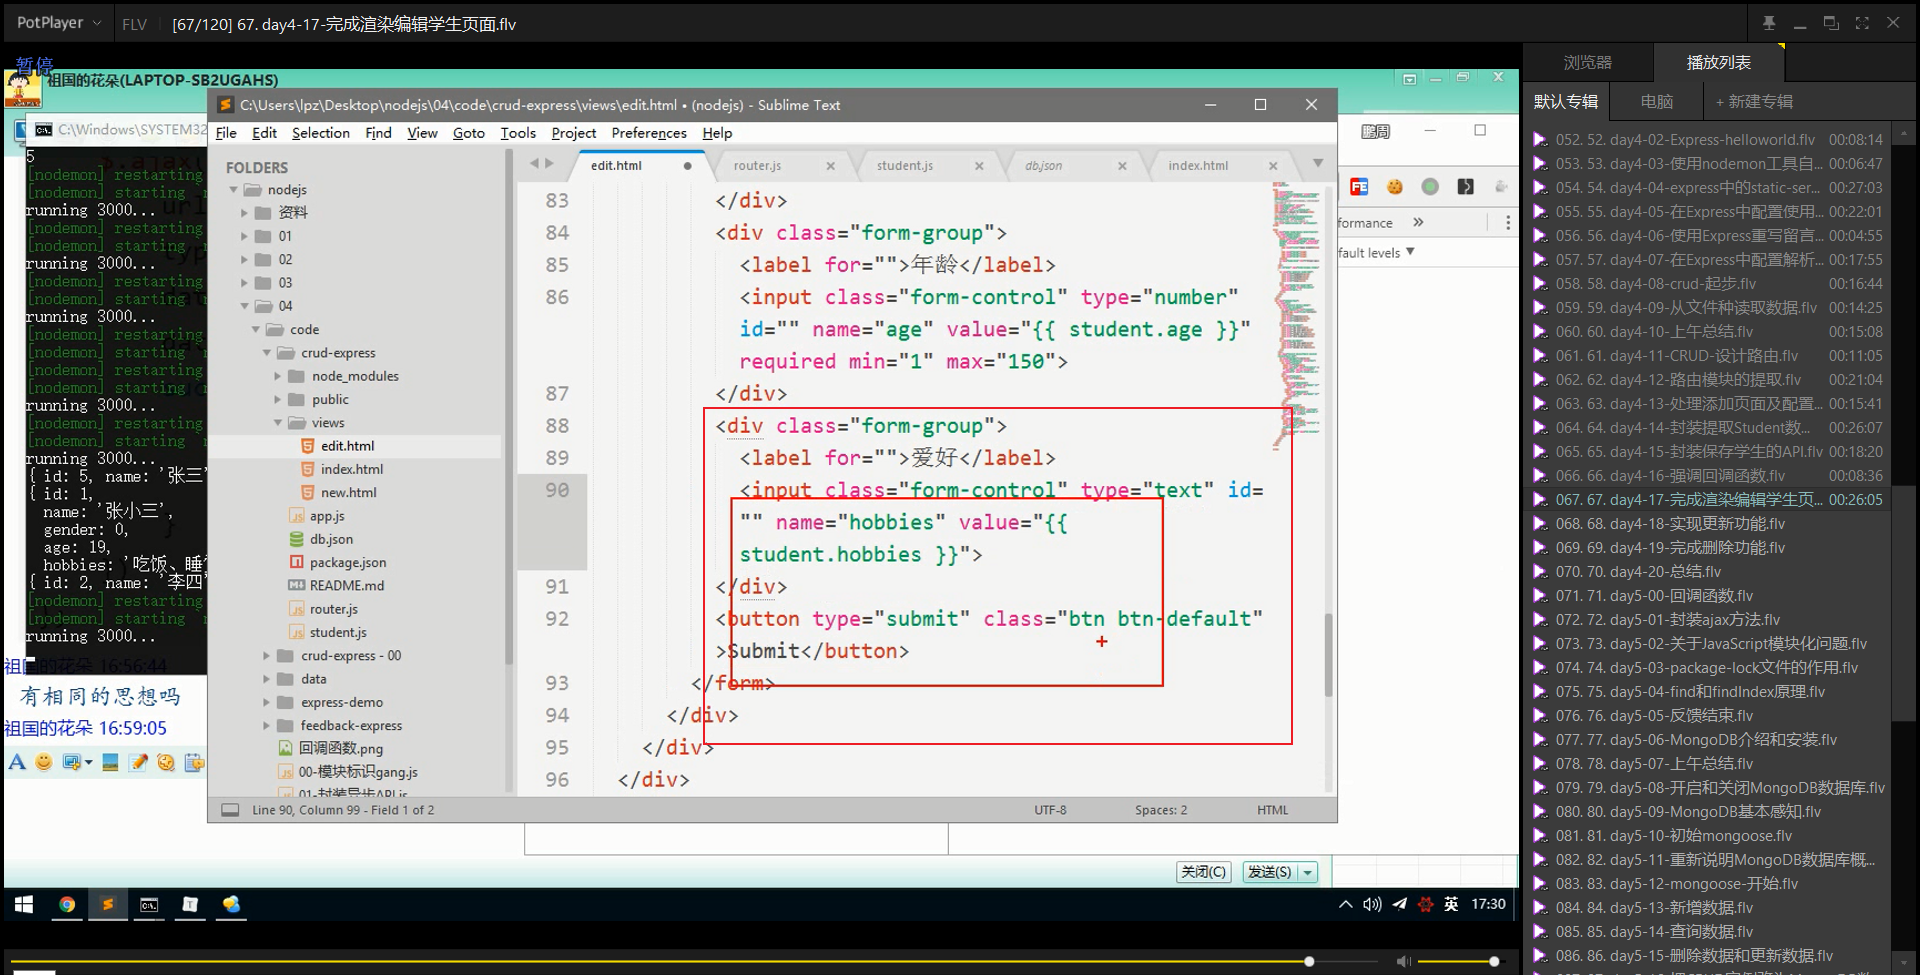 PotPlayer
FLV
[67/120] 67. day4-17-完成渲染编辑学生页面.flv
暂停
祖国的花朵(LAPTOP-SB2UGAHS)
C:\Users\lpz\Desktop\nodejs\04\code\crud-express\views\edit.html • (nodejs) - Sublime Text
File Edit Selection Find View Goto Tools Project Preferences Help
C:\Windows\SYSTEM32
5
[nodemon] restarting
[nodemon] starting
running 3000...
[nodemon] restarting
[nodemon] starting
running 3000...
[nodemon] restarting
[nodemon] starting
running 3000...
[nodemon] restarting
[nodemon] starting
[nodemon] restarting
[nodemon] starting
running 3000...
[nodemon] restarting
[nodemon] starting
running 3000...
{ id: 5, name: '张三'
{ id: 1,
name: '张小三',
gender: 0,
age: 19,
hobbies: '吃饭、睡
{ id: 2, name: '李四'
[nodemon] restarting
[nodemon] starting
running 3000...
祖国的花朵 16:56:44
有相同的思想吗
祖国的花朵 16:59:05
FOLDERS
nodejs
资料
01
02
03
04
code
crud-express
node_modules
public
views
edit.html
index.html
new.html
app.js
db.json
package.json
README.md
router.js
student.js
crud-express - 00
data
express-demo
feedback-express
回调函数.png
00-模块标识gang.js
01-封装异步API.js
edit.html
router.js
student.js
db.json
index.html
83 </div>
84 <div class="form-group">
85 <label for="">年龄</label>
86 <input class="form-control" type="number"
id="" name="age" value="{{ student.age }}"
required min="1" max="150">
87 </div>
88 <div class="form-group">
89 <label for="">爱好</label>
90 <input class="form-control" type="text" id=
"" name="hobbies" value="{{
student.hobbies }}">
91 </div>
92 <button type="submit" class="btn btn-default"
>Submit</button>
93 </form>
94 </div>
95 </div>
96 </div>
Line 90, Column 99 - Field 1 of 2
UTF-8
Spaces: 2
HTML
鹏周
FE
formance »
fault levels ▼
关闭(C)
发送(S)
英
17:30
浏览器
播放列表
默认专辑
电脑
+ 新建专辑
052. 52. day4-02-Express-helloworld.flv 00:08:14
053. 53. day4-03-使用nodemon工具自... 00:06:47
054. 54. day4-04-express中的static-ser... 00:27:03
055. 55. day4-05-在Express中配置使用... 00:22:01
056. 56. day4-06-使用Express重写留言... 00:04:55
057. 57. day4-07-在Express中配置解析... 00:17:55
058. 58. day4-08-crud-起步.flv 00:16:44
059. 59. day4-09-从文件种读取数据.flv 00:14:25
060. 60. day4-10-上午总结.flv 00:15:08
061. 61. day4-11-CRUD-设计路由.flv 00:11:05
062. 62. day4-12-路由模块的提取.flv 00:21:04
063. 63. day4-13-处理添加页面及配置... 00:15:41
064. 64. day4-14-封装提取Student数... 00:26:07
065. 65. day4-15-封装保存学生的API.flv 00:18:20
066. 66. day4-16-强调回调函数.flv 00:08:36
067. 67. day4-17-完成渲染编辑学生页... 00:26:05
068. 68. day4-18-实现更新功能.flv
069. 69. day4-19-完成删除功能.flv
070. 70. day4-20-总结.flv
071. 71. day5-00-回调函数.flv
072. 72. day5-01-封装ajax方法.flv
073. 73. day5-02-关于JavaScript模块化问题.flv
074. 74. day5-03-package-lock文件的作用.flv
075. 75. day5-04-find和findIndex原理.flv
076. 76. day5-05-反馈结束.flv
077. 77. day5-06-MongoDB介绍和安装.flv
078. 78. day5-07-上午总结.flv
079. 79. day5-08-开启和关闭MongoDB数据库.flv
080. 80. day5-09-MongoDB基本感知.flv
081. 81. day5-10-初始mongoose.flv
082. 82. day5-11-重新说明MongoDB数据库概...
083. 83. day5-12-mongoose-开始.flv
084. 84. day5-13-新增数据.flv
085. 85. day5-14-查询数据.flv
086. 86. day5-15-删除数据和更新数据.flv